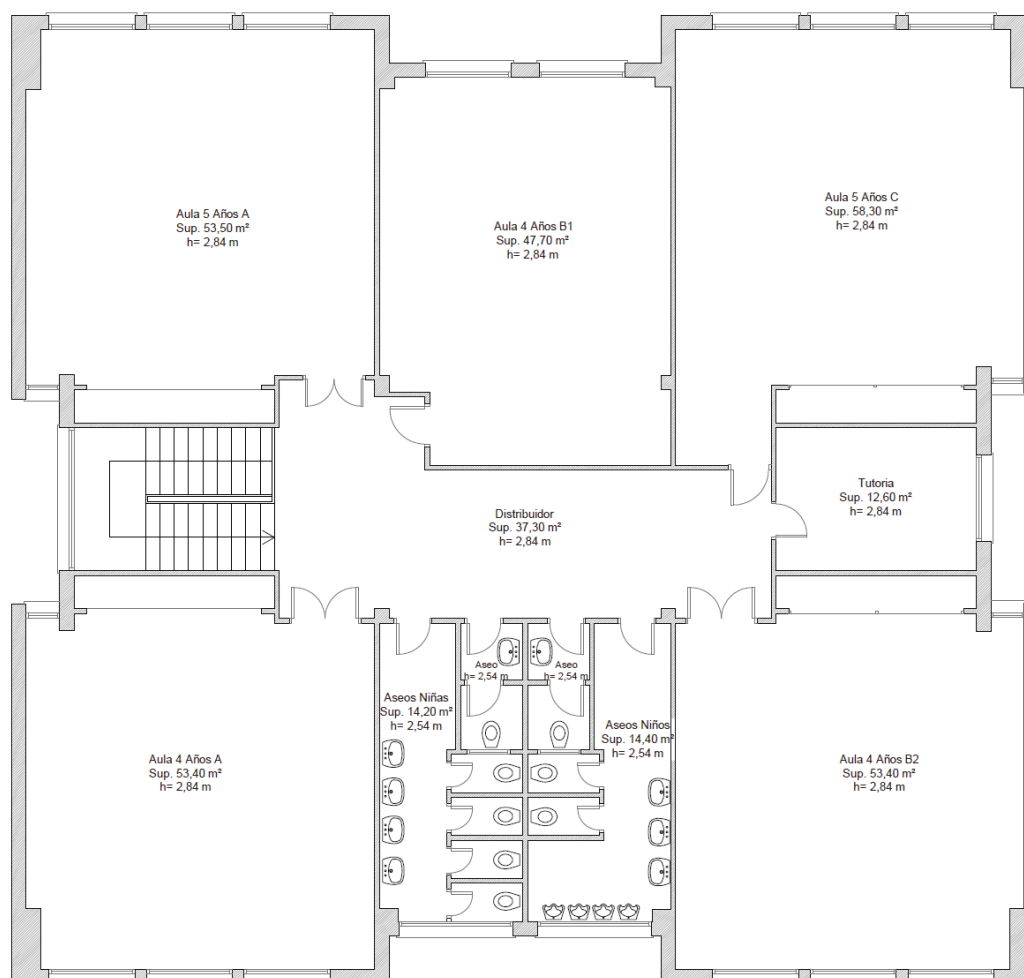 Aula 5 Años A
Sup. 53,50 m²
h= 2,84 m
Aula 4 Años B1
Sup. 47,70 m²
h= 2,84 m
Aula 5 Años C
Sup. 58,30 m²
h= 2,84 m
Tutoria
Sup. 12,60 m²
h= 2,84 m
Distribuidor
Sup. 37,30 m²
h= 2,84 m
Aseo
h= 2,54 m
Aseo
h= 2,54 m
Aseos Niñas
Sup. 14,20 m²
h= 2,54 m
Aseos Niños
Sup. 14,40 m²
h= 2,54 m
Aula 4 Años A
Sup. 53,40 m²
h= 2,84 m
Aula 4 Años B2
Sup. 53,40 m²
h= 2,84 m